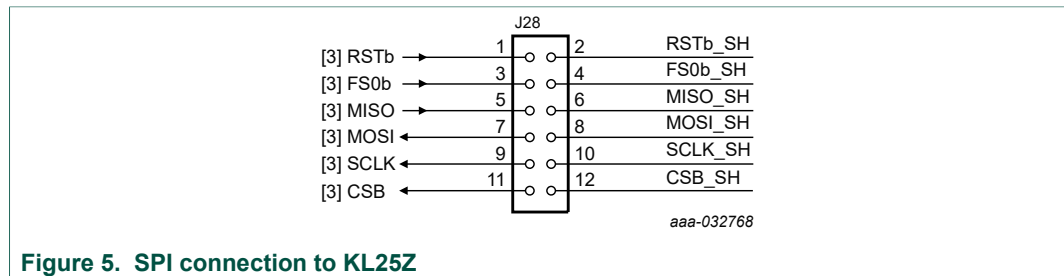 J28
[3] RSTb 1 2 RSTb_SH
[3] FS0b 3 4 FS0b_SH
[3] MISO 5 6 MISO_SH
[3] MOSI 7 8 MOSI_SH
[3] SCLK 9 10 SCLK_SH
[3] CSB 11 12 CSB_SH
aaa-032768
Figure 5. SPI connection to KL25Z